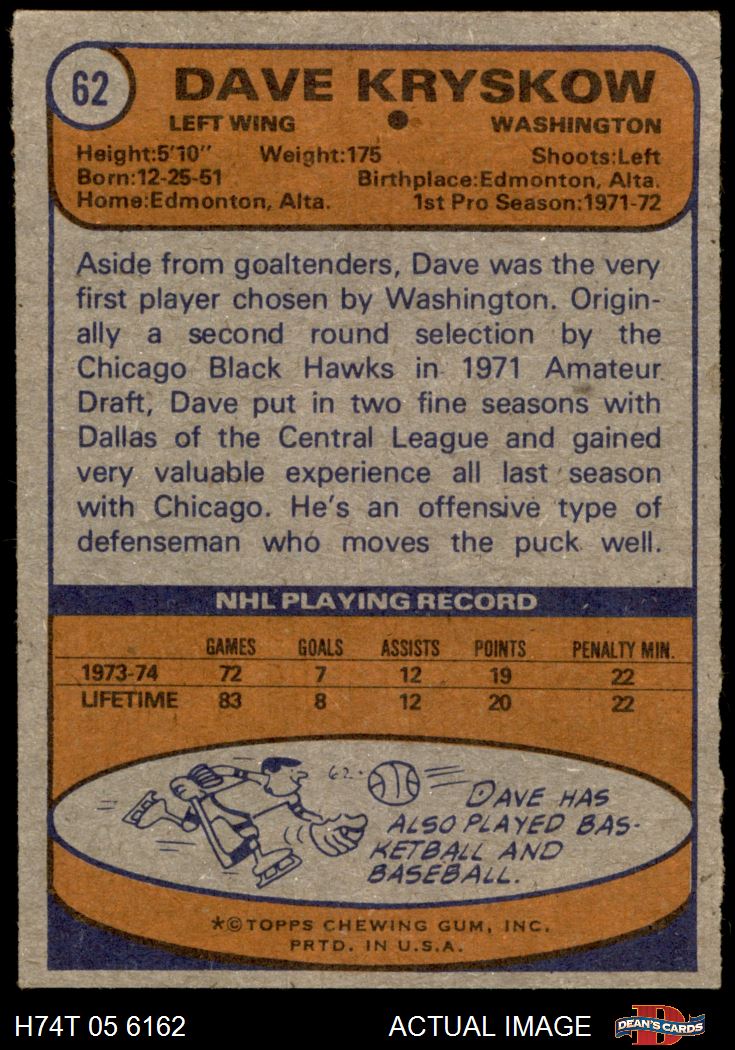 62
DAVE KRYSKOW
LEFT WING ● WASHINGTON
Height:5'10" Weight:175 Shoots:Left
Born:12-25-51 Birthplace:Edmonton, Alta.
Home:Edmonton, Alta. 1st Pro Season:1971-72
Aside from goaltenders, Dave was the very
first player chosen by Washington. Origin-
ally a second round selection by the
Chicago Black Hawks in 1971 Amateur
Draft, Dave put in two fine seasons with
Dallas of the Central League and gained
very valuable experience all last season
with Chicago. He's an offensive type of
defenseman who moves the puck well.
NHL PLAYING RECORD
GAMES GOALS ASSISTS POINTS PENALTY MIN.
1973-74 72 7 12 19 22
LIFETIME 83 8 12 20 22
62.
DAVE HAS
ALSO PLAYED BAS-
KETBALL AND
BASEBALL.
*© TOPPS CHEWING GUM, INC.
PRTD. IN U.S.A.
H74T 05 6162 ACTUAL IMAGE
DEAN'S CARDS